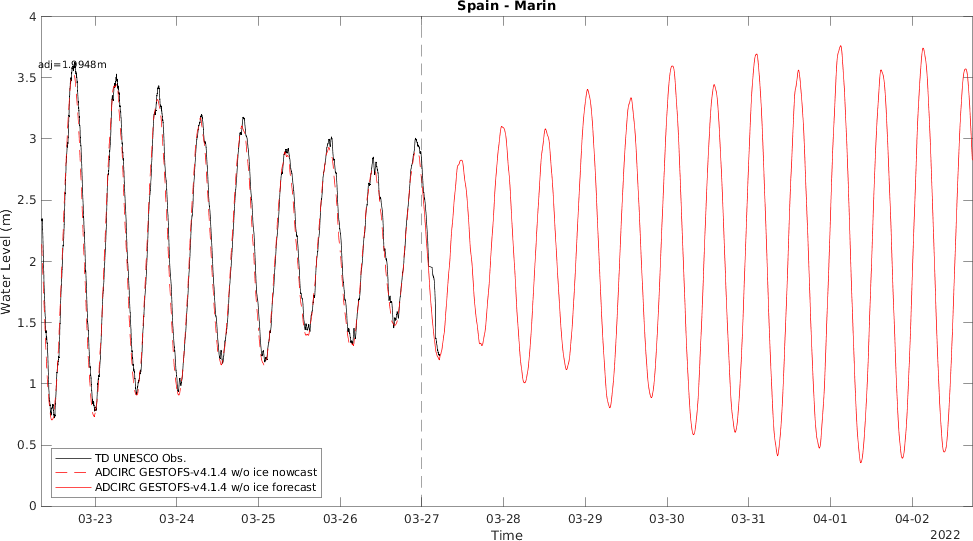 Spain - Marin
4
3.5
3
2.5
2
1.5
1
0.5
0
Water Level (m)
TD UNESCO Obs.
ADCIRC GESTOFS-v4.1.4 w/o ice nowcast
ADCIRC GESTOFS-v4.1.4 w/o ice forecast
03-23 03-24 03-25 03-26 03-27 03-28 03-29 03-30 03-31 04-01 04-02
Time
2022